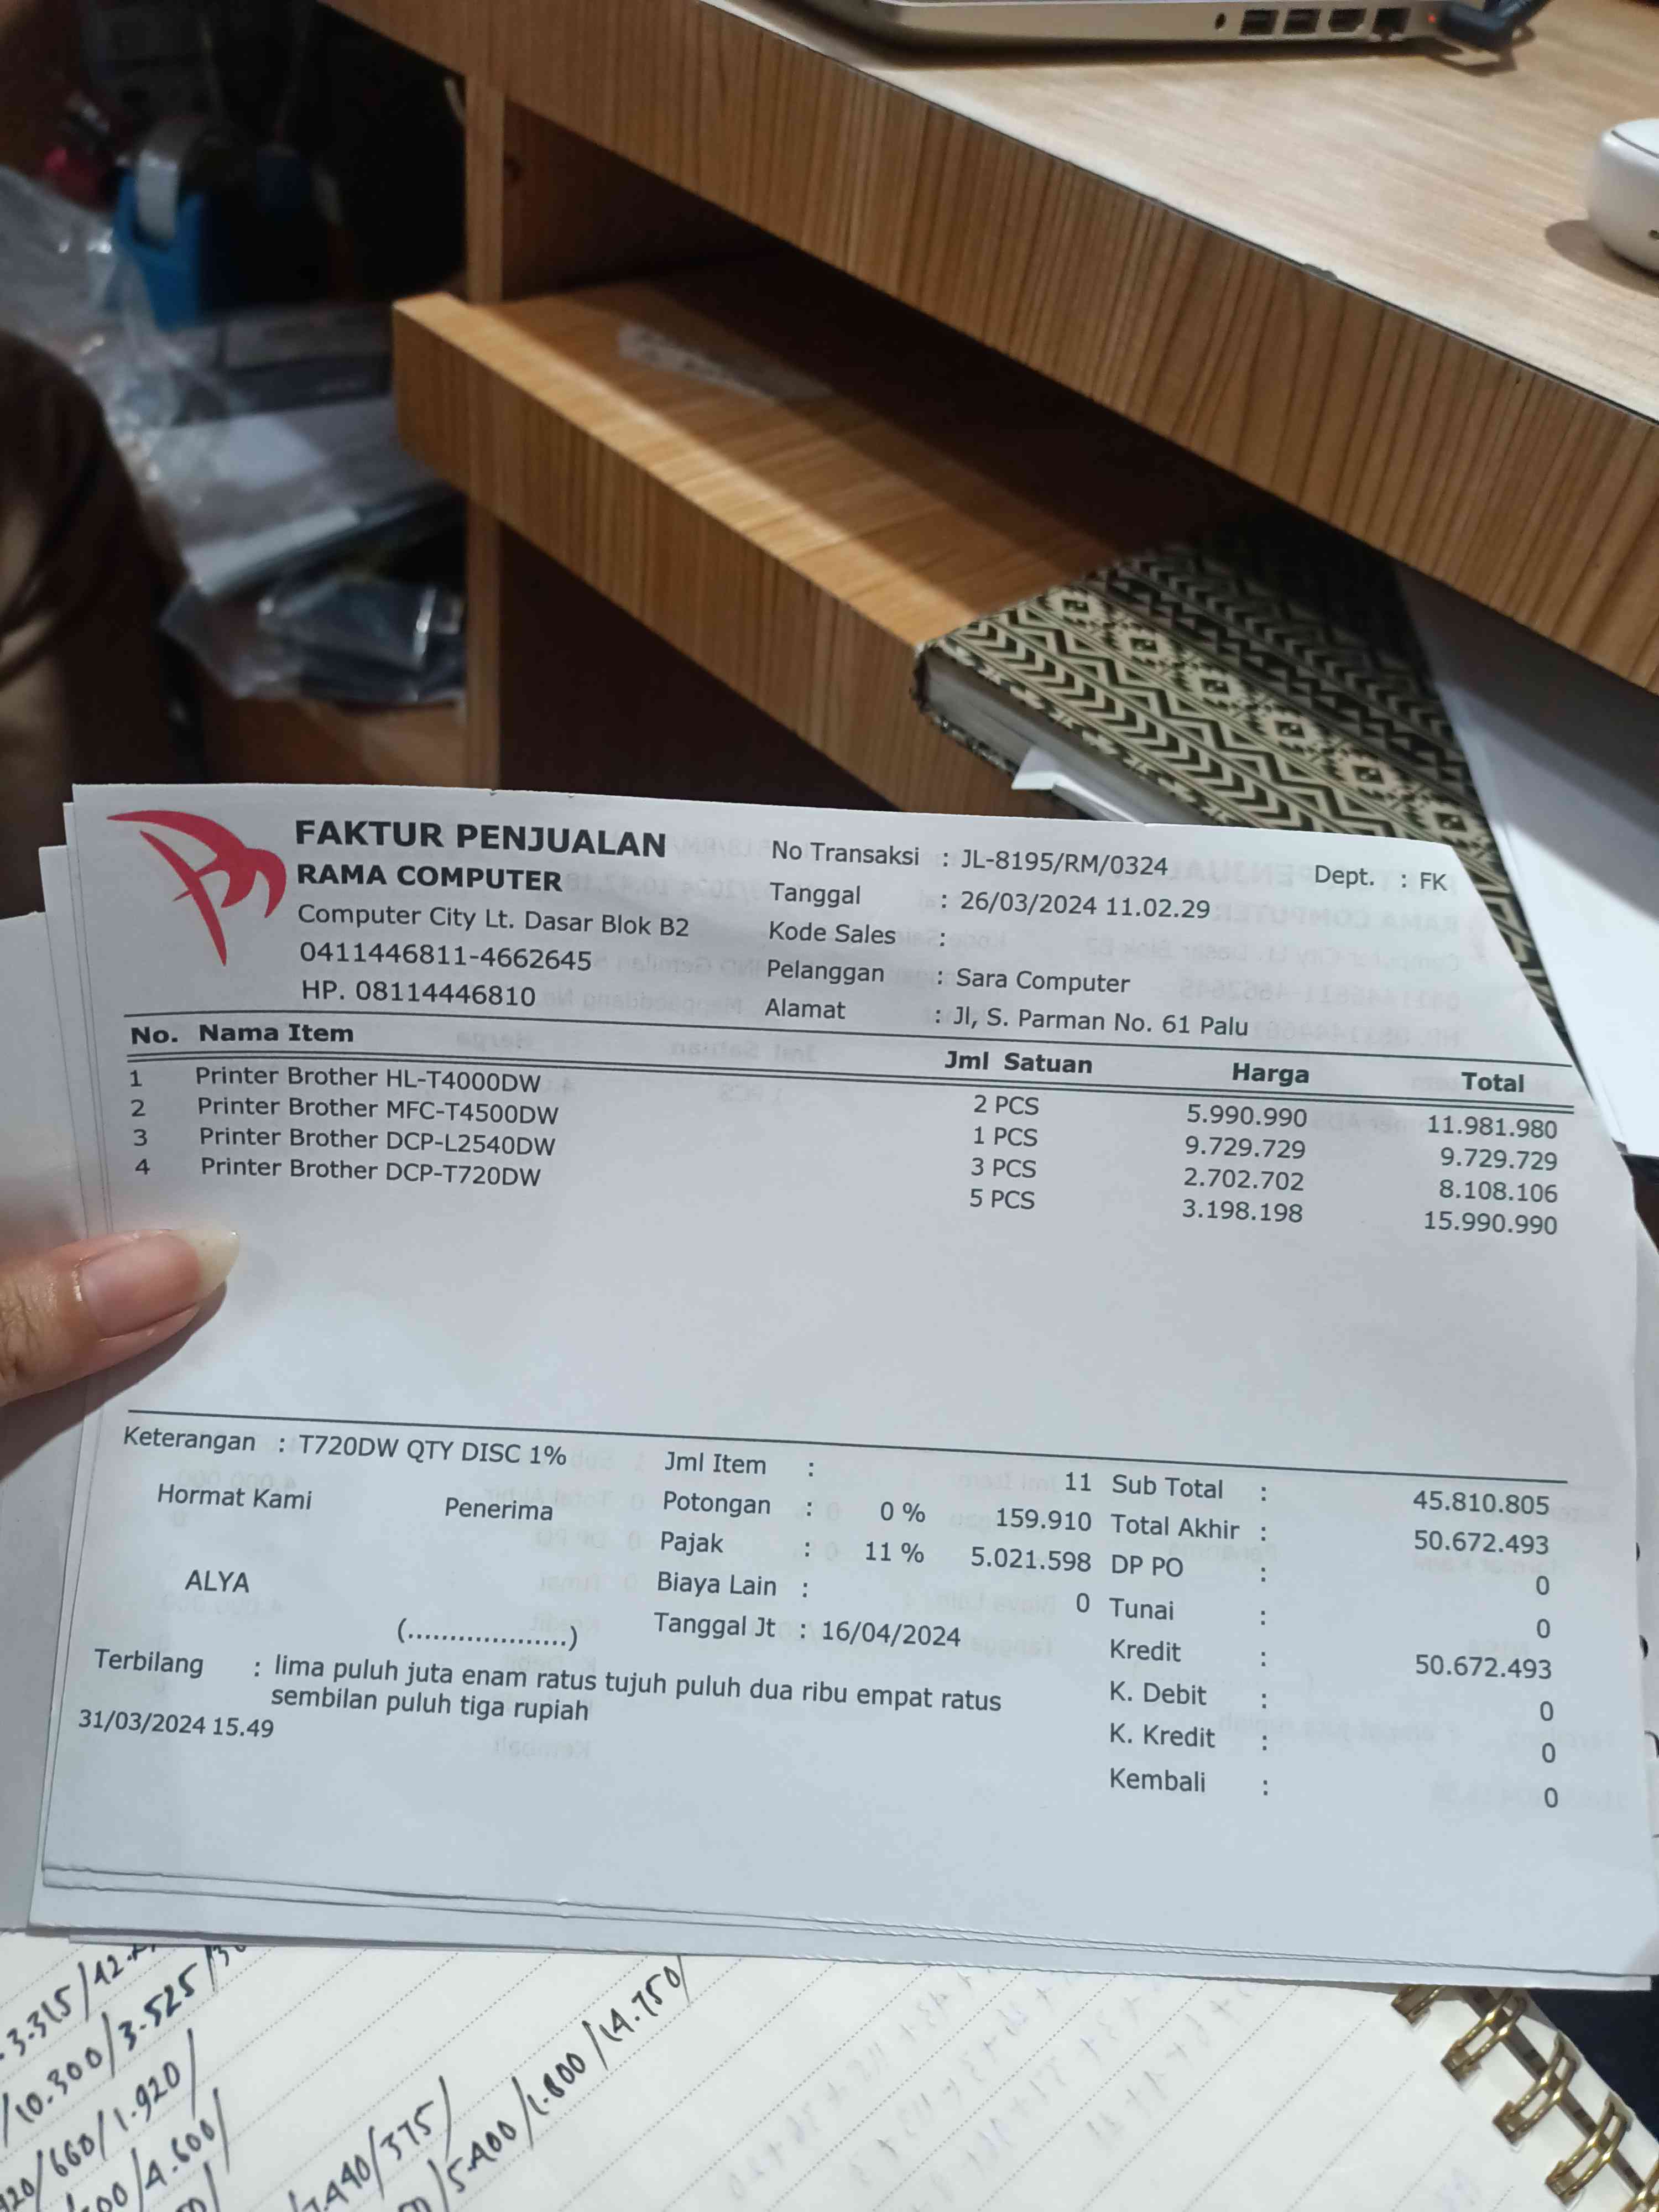 FAKTUR PENJUALAN
RAMA COMPUTER
Computer City Lt. Dasar Blok B2
0411446811-4662645
HP. 08114446810
No Transaksi : JL-8195/RM/0324
Dept. : FK
Tanggal : 26/03/2024 11.02.29
Kode Sales :
Pelanggan : Sara Computer
Alamat : Jl, S. Parman No. 61 Palu
No. Nama Item Jml Satuan Harga Total
1 Printer Brother HL-T4000DW 2 PCS 5.990.990 11.981.980
2 Printer Brother MFC-T4500DW 1 PCS 9.729.729 9.729.729
3 Printer Brother DCP-L2540DW 3 PCS 2.702.702 8.108.106
4 Printer Brother DCP-T720DW 5 PCS 3.198.198 15.990.990
Keterangan : T720DW QTY DISC 1%
Hormat Kami Penerima
ALYA
(...................)
Jml Item : 11
Potongan : 0 % 159.910
Pajak : 11 % 5.021.598
Biaya Lain : 0
Tanggal Jt : 16/04/2024
Sub Total : 45.810.805
Total Akhir : 50.672.493
DP PO : 0
Tunai : 0
Kredit : 50.672.493
K. Debit : 0
K. Kredit : 0
Kembali : 0
Terbilang : lima puluh juta enam ratus tujuh puluh dua ribu empat ratus
sembilan puluh tiga rupiah
31/03/2024 15.49
3.315/
/10.300/3.525/
/660/1.920/
/4.600/
/375/
/5.400/1.800/14.750/